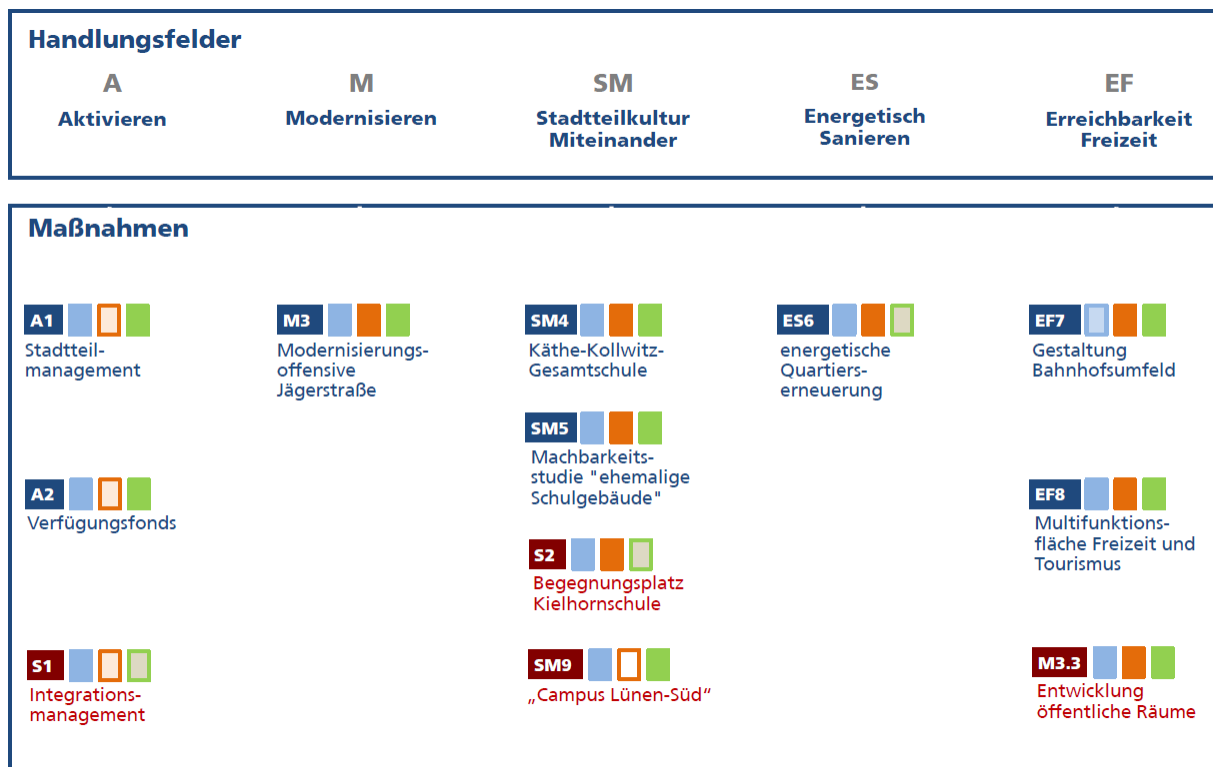 Handlungsfelder
A
Aktivieren
M
Modernisieren
SM
Stadtteilkultur
Miteinander
ES
Energetisch
Sanieren
EF
Erreichbarkeit
Freizeit
Maßnahmen
A1
Stadtteil-
management
A2
Verfügungsfonds
S1
Integrations-
management
M3
Modernisierungs-
offensive
Jägerstraße
SM4
Käthe-Kollwitz-
Gesamtschule
SM5
Machbarkeits-
studie "ehemalige
Schulgebäude"
S2
Begegnungsplatz
Kielhornschule
SM9
„Campus Lünen-Süd“
ES6
energetische
Quartiers-
erneuerung
EF7
Gestaltung
Bahnhofsumfeld
EF8
Multifunktions-
fläche Freizeit und
Tourismus
M3.3
Entwicklung
öffentliche Räume